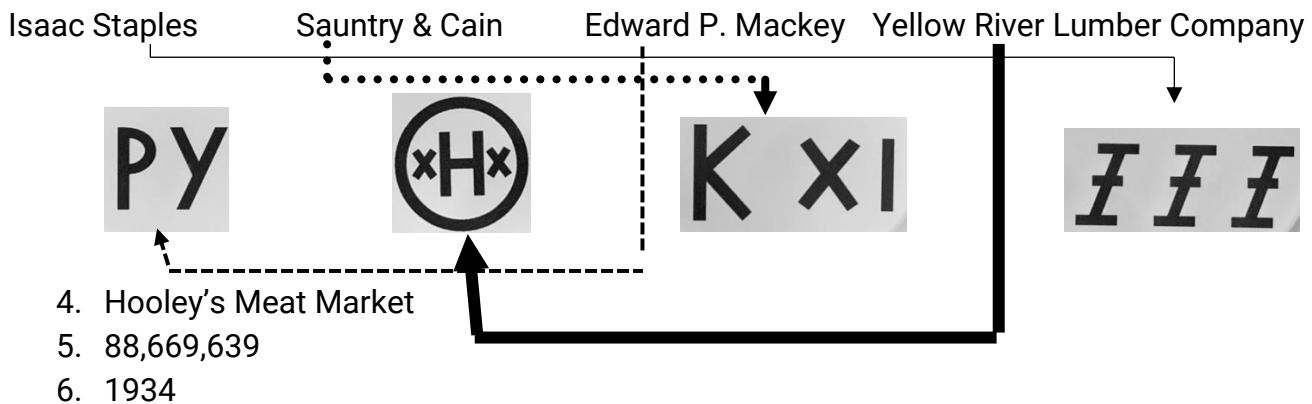 Isaac Staples Sauntry & Cain Edward P. Mackey Yellow River Lumber Company
PY xHx K XI I I I
4. Hooley’s Meat Market
5. 88,669,639
6. 1934